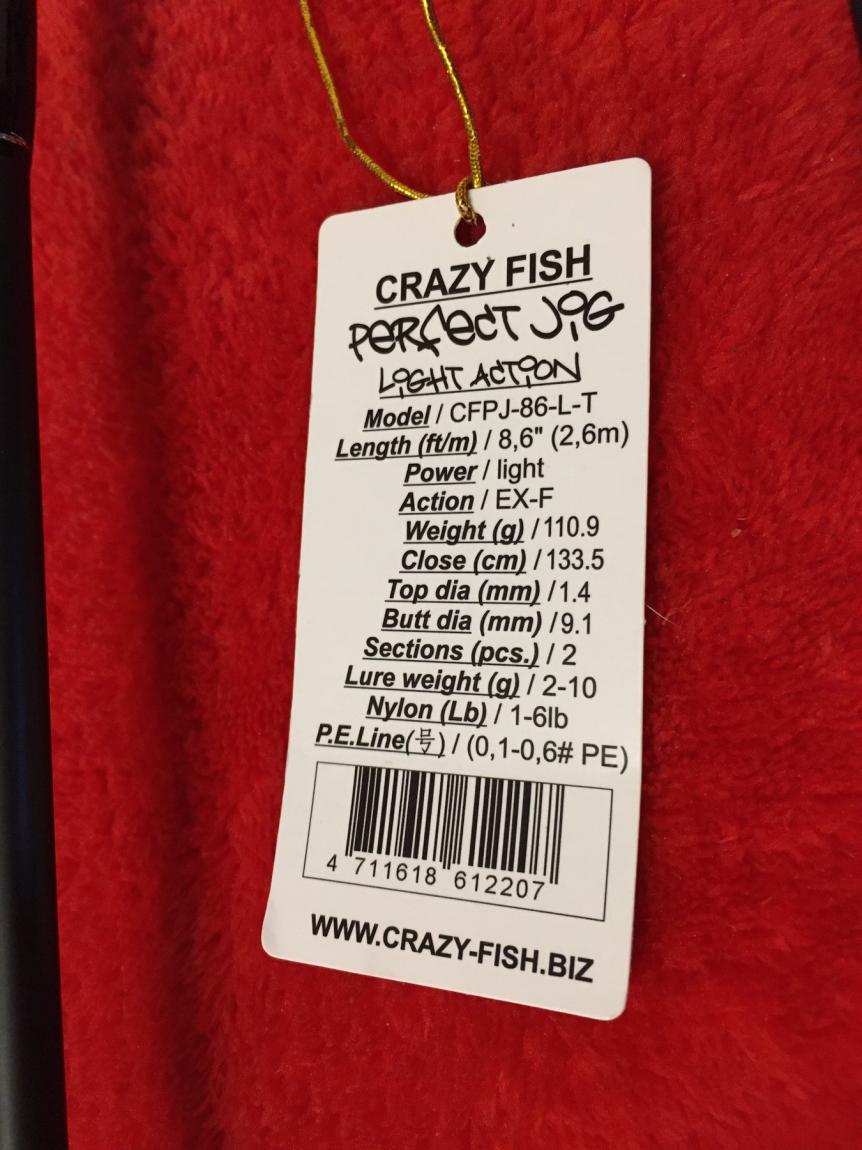 CRAZY FISH
PERFECT JIG
LIGHT ACTION
Model / CFPJ-86-L-T
Length (ft/m) / 8,6" (2,6m)
Power / light
Action / EX-F
Weight (g) / 110.9
Close (cm) / 133.5
Top dia (mm) / 1.4
Butt dia (mm) / 9.1
Sections (pcs.) / 2
Lure weight (g) / 2-10
Nylon (Lb) / 1-6lb
P.E.Line(号) / (0,1-0,6# PE)
4 711618 612207
WWW.CRAZY-FISH.BIZ